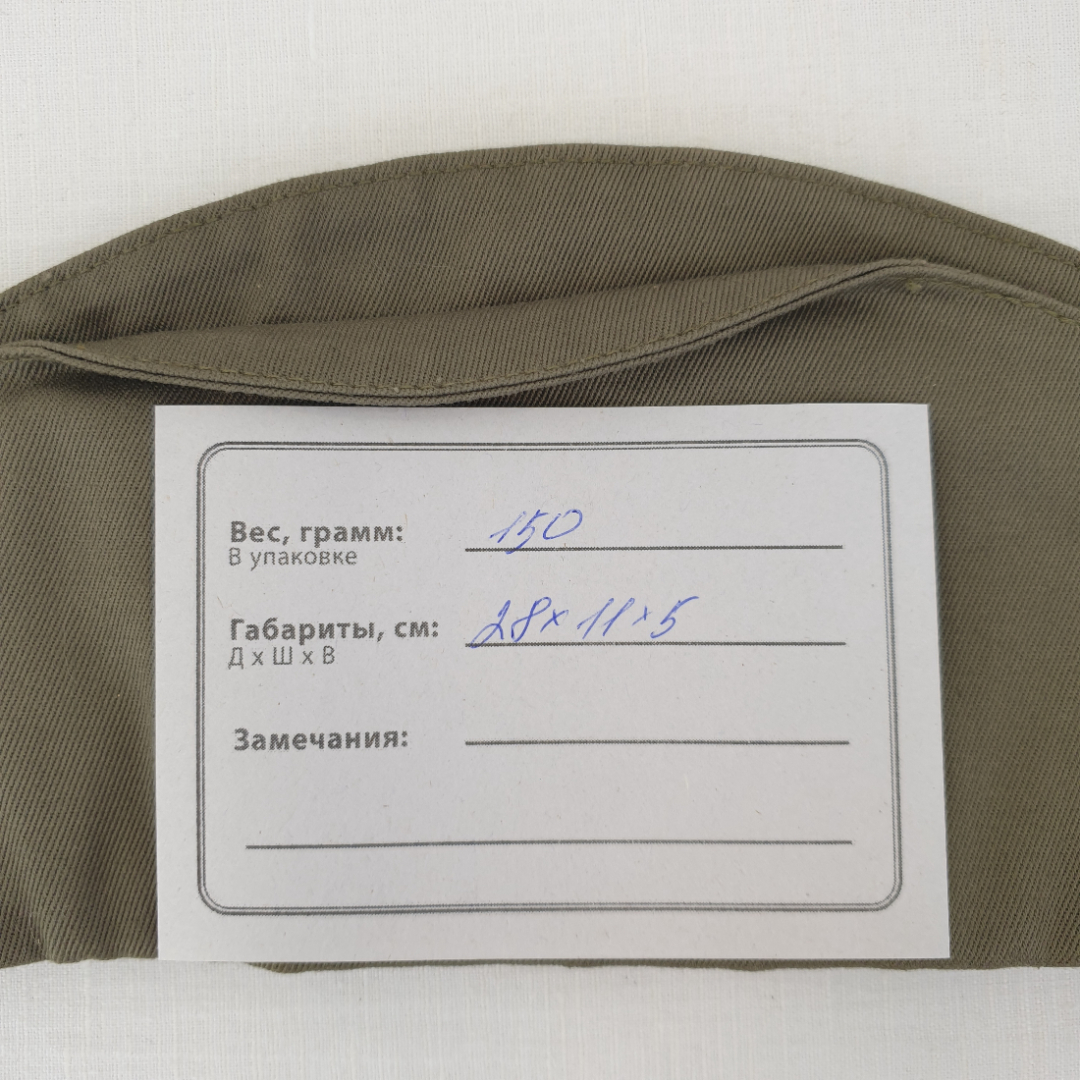 Вес, грамм: 150
В упаковке
Габариты, см: 28 х 11 х 5
Д х Ш х В
Замечания: